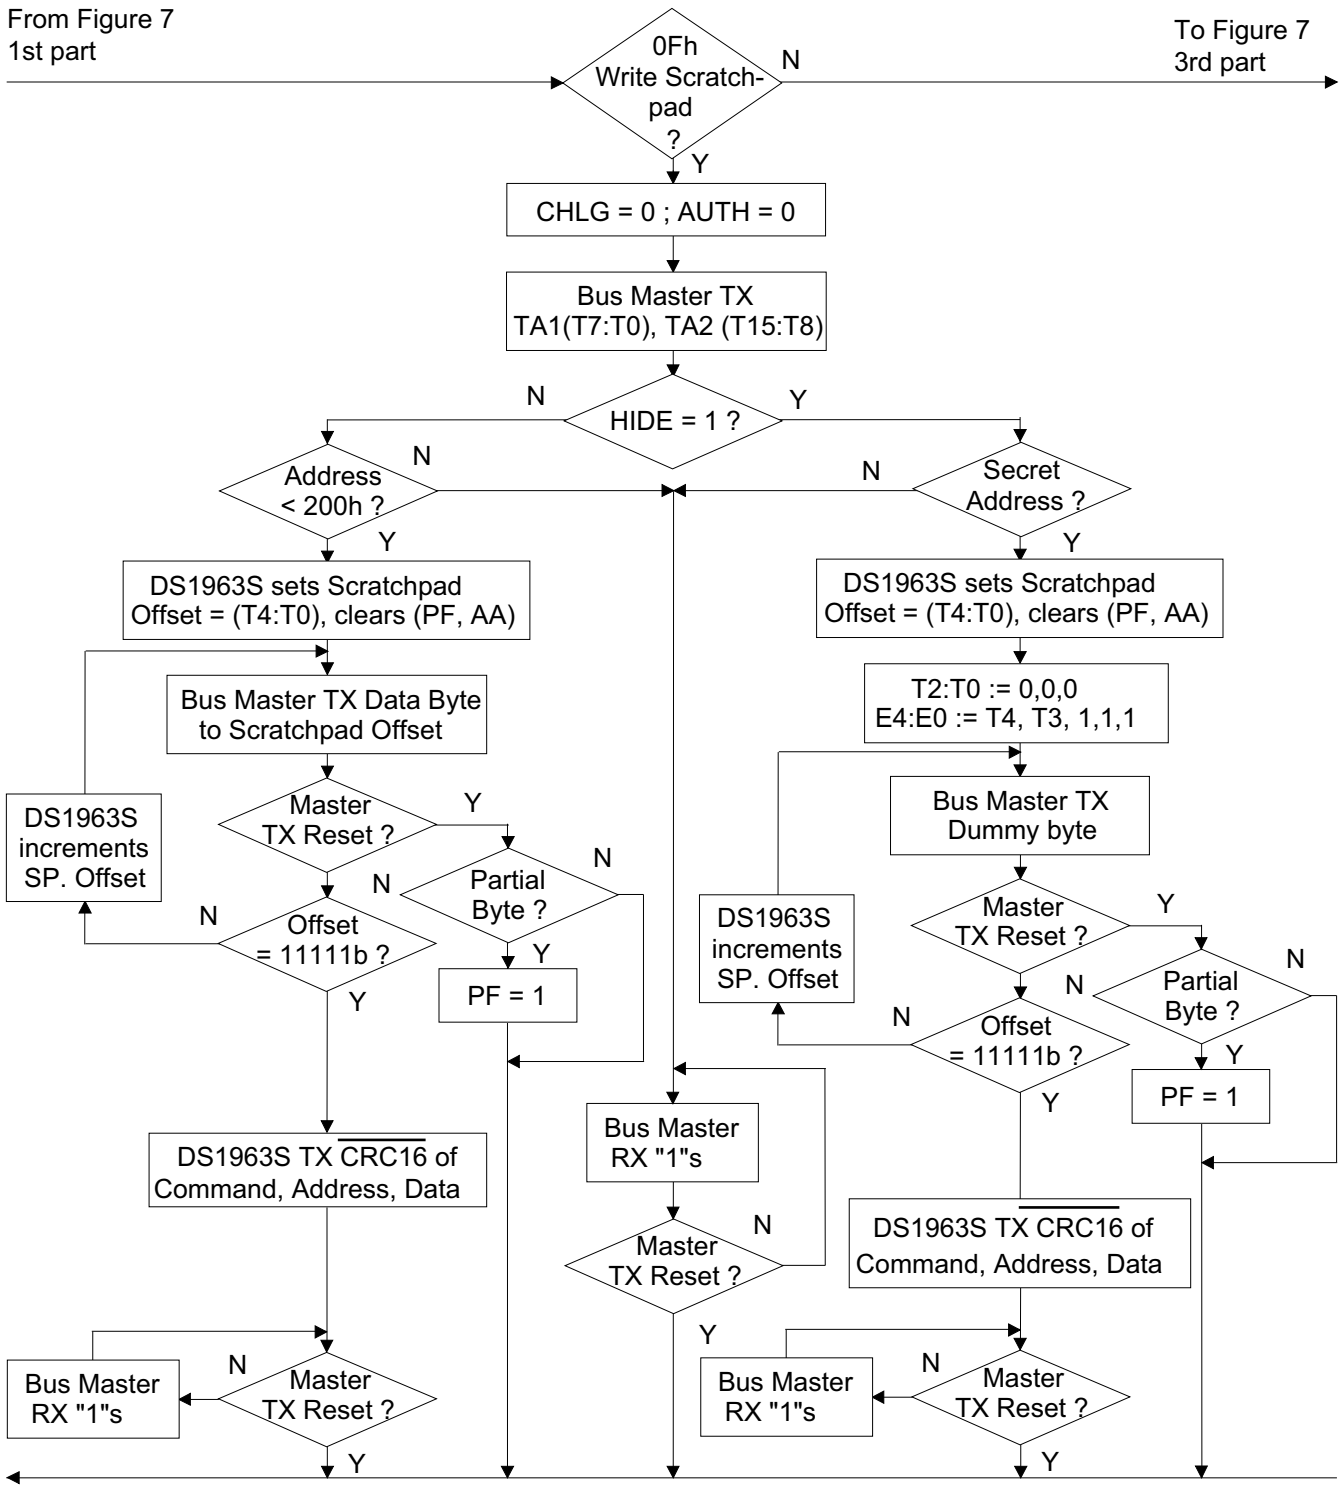 From Figure 7
1st part
To Figure 7
3rd part
0Fh
Write Scratch-
pad
?
N
Y
CHLG = 0 ; AUTH = 0
Bus Master TX
TA1(T7:T0), TA2 (T15:T8)
HIDE = 1 ?
N
Y
Address
< 200h ?
N
Y
Secret
Address ?
N
Y
DS1963S sets Scratchpad
Offset = (T4:T0), clears (PF, AA)
Bus Master TX Data Byte
to Scratchpad Offset
Master
TX Reset ?
Y
N
DS1963S
increments
SP. Offset
Partial
Byte ?
N
Y
Offset
= 11111b ?
N
Y
PF = 1
DS1963S TX CRC16 of
Command, Address, Data
Bus Master
RX "1"s
N
Master
TX Reset ?
Y
Bus Master
RX "1"s
Master
TX Reset ?
N
Y
DS1963S sets Scratchpad
Offset = (T4:T0), clears (PF, AA)
T2:T0 := 0,0,0
E4:E0 := T4, T3, 1,1,1
Bus Master TX
Dummy byte
Master
TX Reset ?
Y
N
DS1963S
increments
SP. Offset
Partial
Byte ?
N
Y
Offset
= 11111b ?
N
Y
PF = 1
DS1963S TX CRC16 of
Command, Address, Data
Bus Master
RX "1"s
N
Master
TX Reset ?
Y